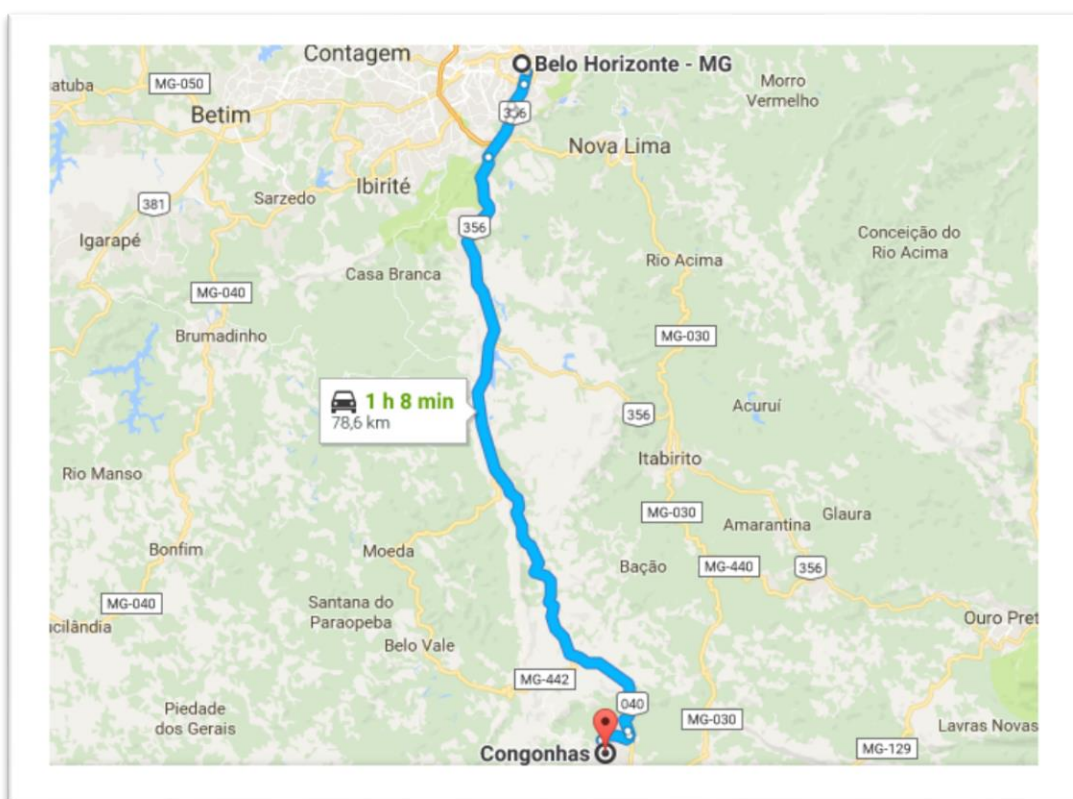 Contagem
Belo Horizonte - MG
atuba
MG-050
Morro
Vermelho
Betim
356
Nova Lima
Ibirité
Sarzedo
381
356
Igarapé
Conceição do
Rio Acima
Casa Branca
Rio Acima
MG-040
Brumadinho
MG-030
1 h 8 min
78,6 km
356
Acuruí
Itabirito
Rio Manso
MG-030
Glaura
Amarantina
Bonfim
Moeda
Bação
MG-440
356
MG-040
Santana do
Paraopeba
Ouro Pret
cilândia
Belo Vale
MG-442
040
Piedade
dos Gerais
MG-030
Lavras Novas
Congonhas
MG-129